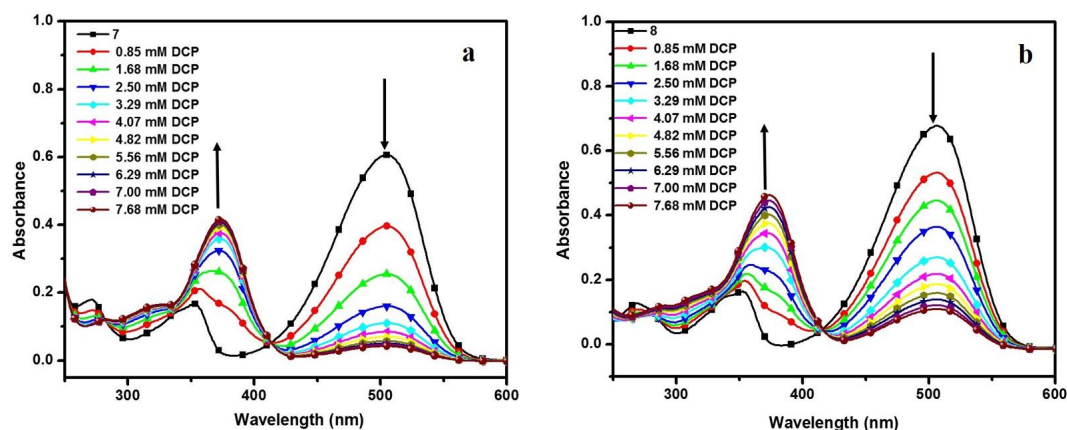 a
1.0
0.8
0.6
0.4
0.2
0.0
Absorbance
7
0.85 mM DCP
1.68 mM DCP
2.50 mM DCP
3.29 mM DCP
4.07 mM DCP
4.82 mM DCP
5.56 mM DCP
6.29 mM DCP
7.00 mM DCP
7.68 mM DCP
300 400 500 600
Wavelength (nm)
b
1.0
0.8
0.6
0.4
0.2
0.0
Absorbance
8
0.85 mM DCP
1.68 mM DCP
2.50 mM DCP
3.29 mM DCP
4.07 mM DCP
4.82 mM DCP
5.56 mM DCP
6.29 mM DCP
7.00 mM DCP
7.68 mM DCP
300 400 500 600
Wavelength (nm)